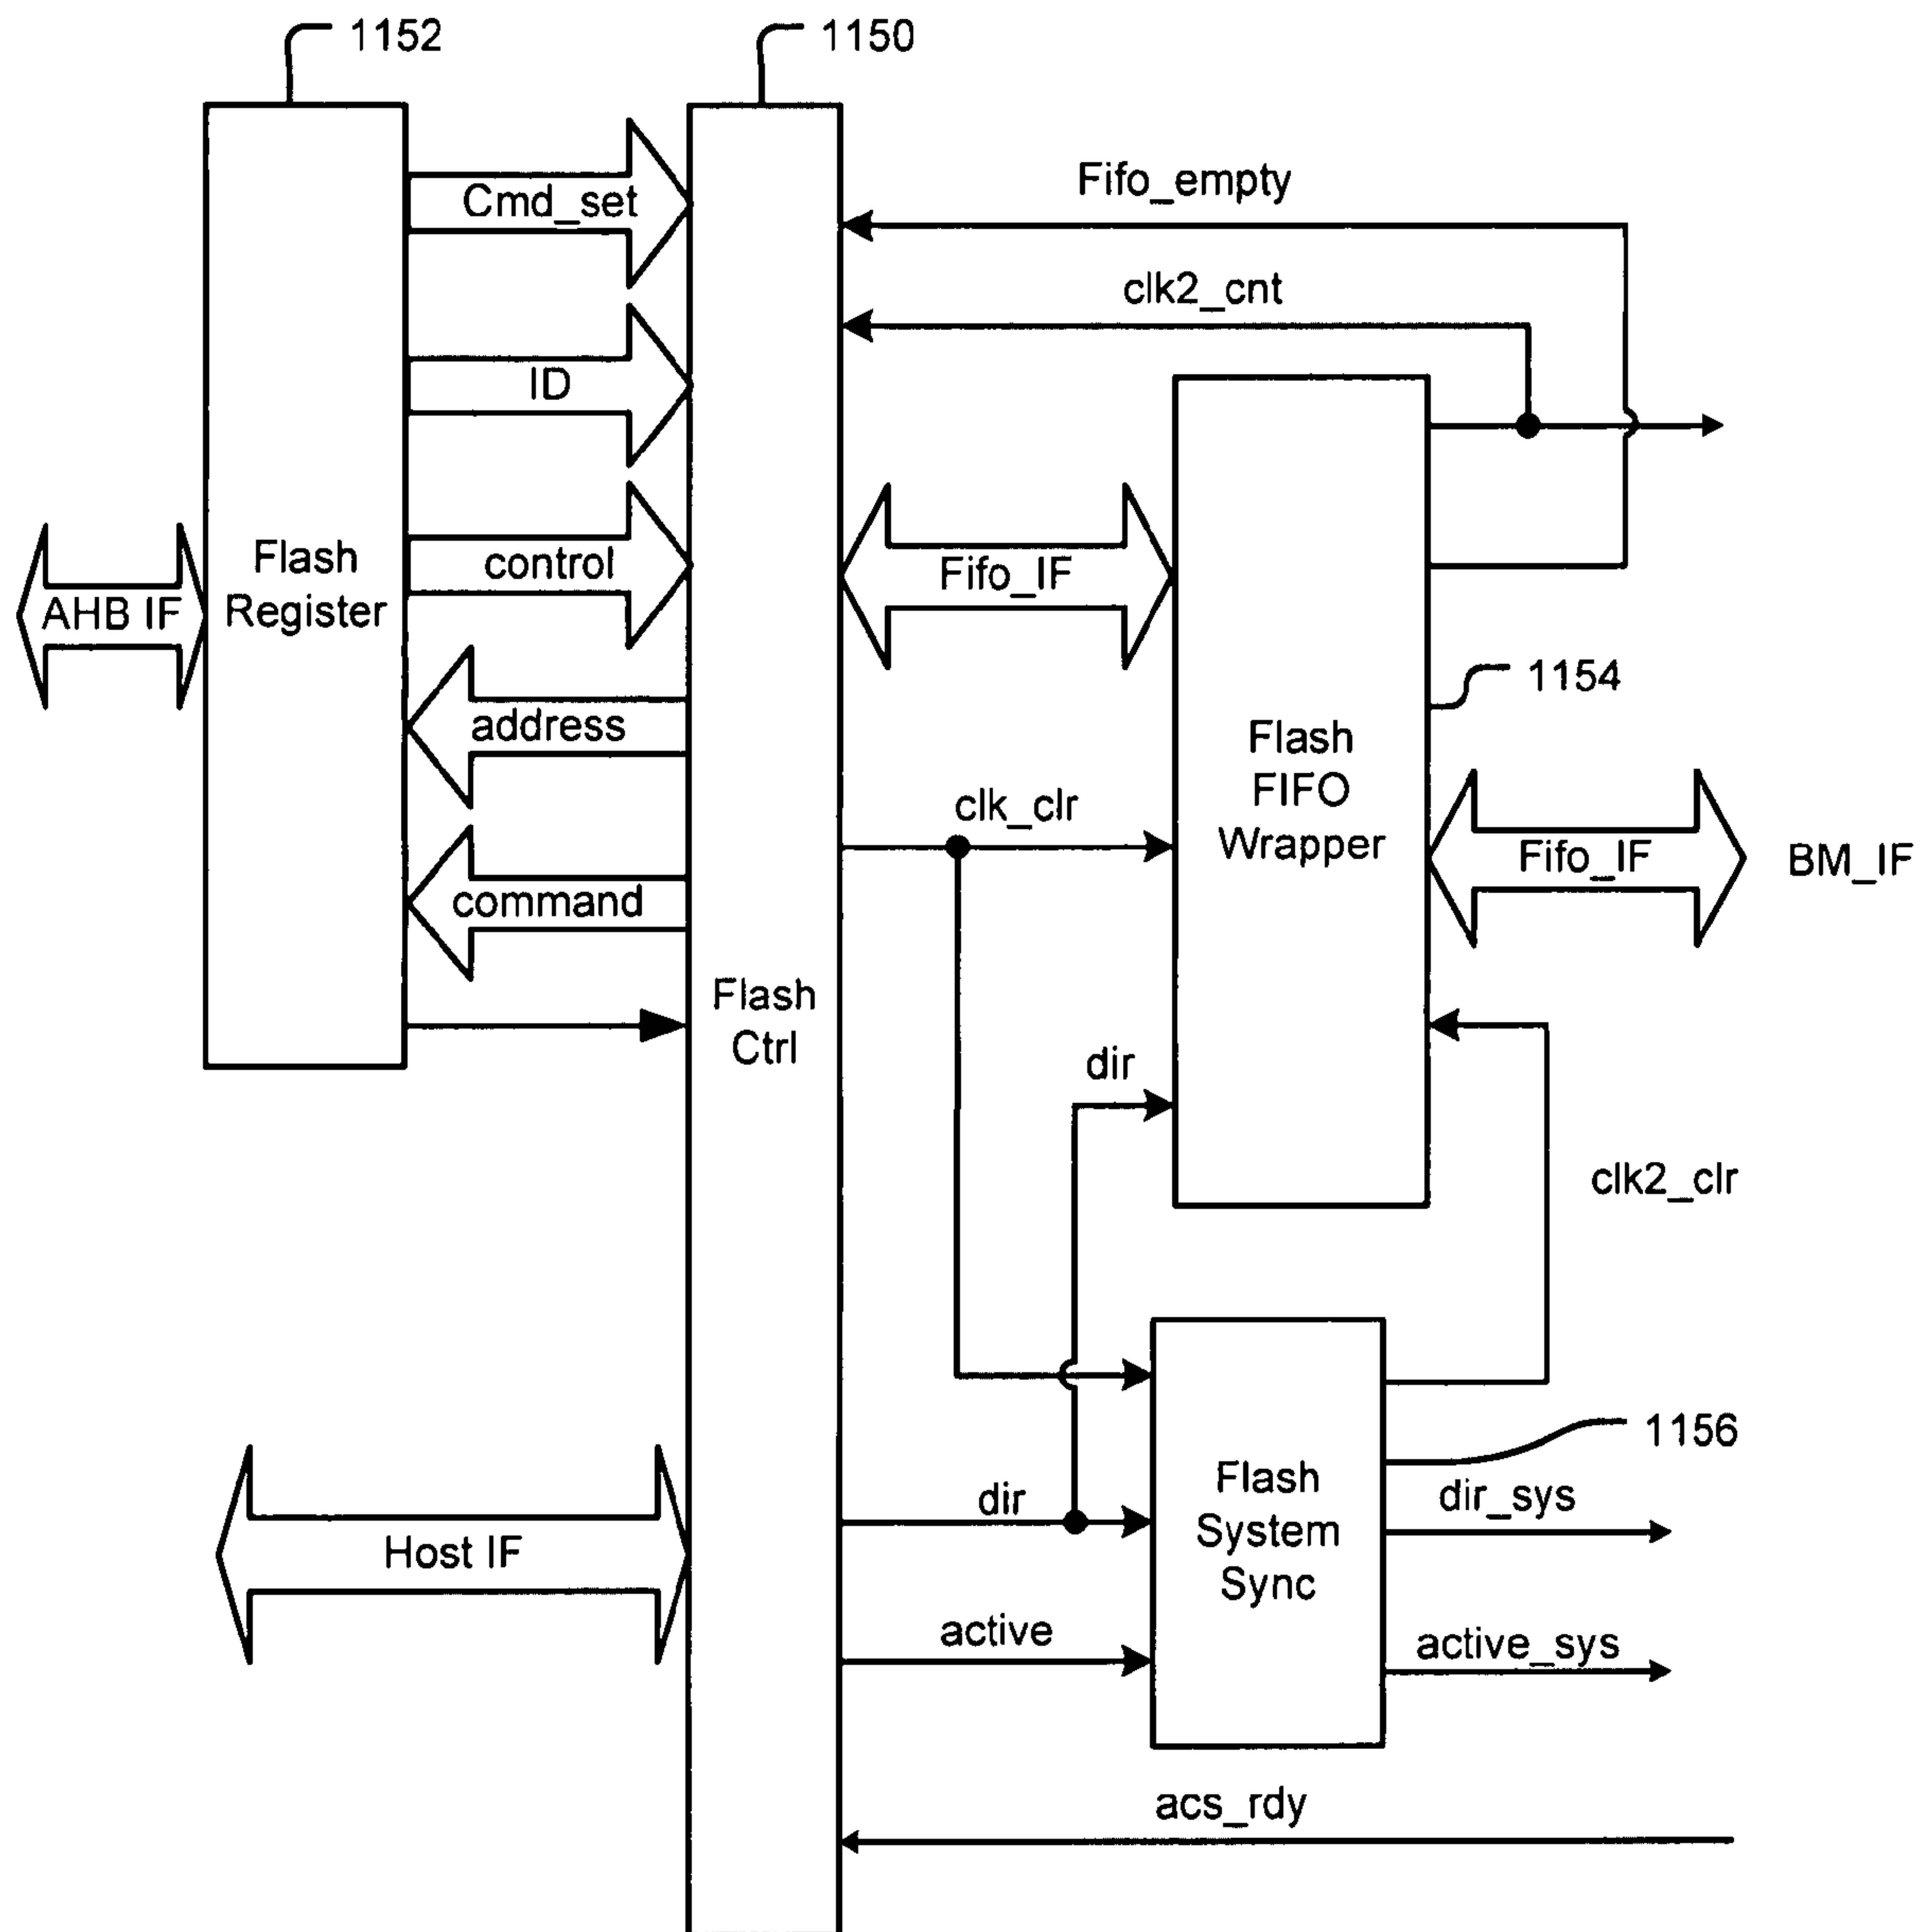 1152
1150
Fifo_empty
Cmd_set
clk2_cnt
ID
Flash
Register
control
Fifo_IF
AHB IF
1154
address
Flash
FIFO
Wrapper
clk_clr
Fifo_IF
BM_IF
command
Flash
Ctrl
dir
clk2_clr
1156
Flash
System
Sync
dir
dir_sys
Host IF
active
active_sys
acs_rdy